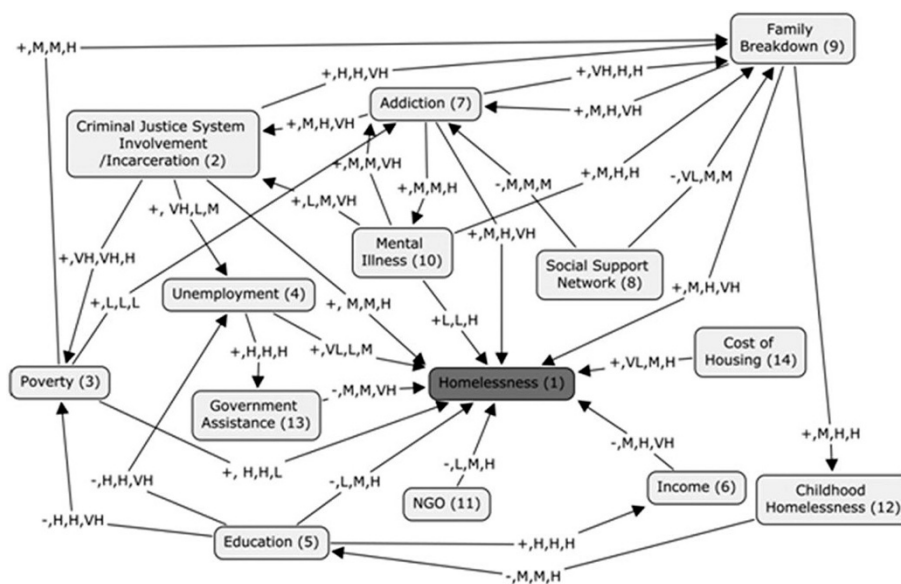 Family
Breakdown (9)
+,M,M,H
+,H,H,VH
+,VH,H,H
Addiction (7)
+,M,H,VH
Criminal Justice System
Involvement
/Incarceration (2)
+,M,H,VH
+,M,M,VH
+,M,H,H
-,VL,M,M
+,M,M,H
-,M,M,M
+,L,M,VH
+, VH,L,M
+,M,H,VH
Mental
Illness (10)
+,VH,VH,H
Social Support
Network (8)
+,M,H,VH
Unemployment (4)
+,L,L,L
+, M,M,H
+L,L,H
Cost of
Housing (14)
+,H,H,H
+,VL,L,M
+,VL,M,H
Poverty (3)
Homelessness (1)
-,M,M,VH
Government
Assistance (13)
+,M,H,H
-,M,H,VH
+, H,H,L
-,L,M,H
-,L,M,H
-,H,H,VH
Income (6)
NGO (11)
Childhood
Homelessness (12)
-,H,H,VH
Education (5)
+,H,H,H
-,M,M,H